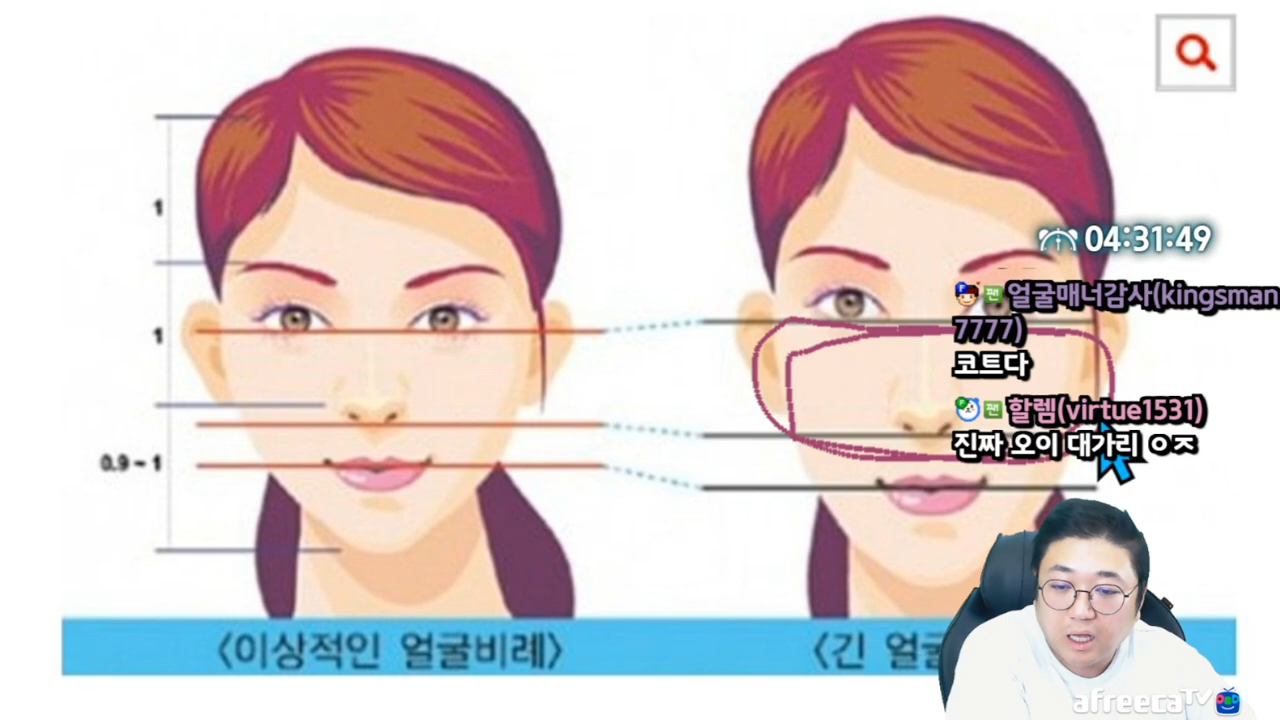 04:31:49
얼굴매너감사(kingsman
7777)
코트다
할렘(virtue1531)
진짜 오이 대가리 ㅇㅈ
1
1
0.9 ~ 1
<이상적인 얼굴비례>
<긴 얼굴
afreecaTV